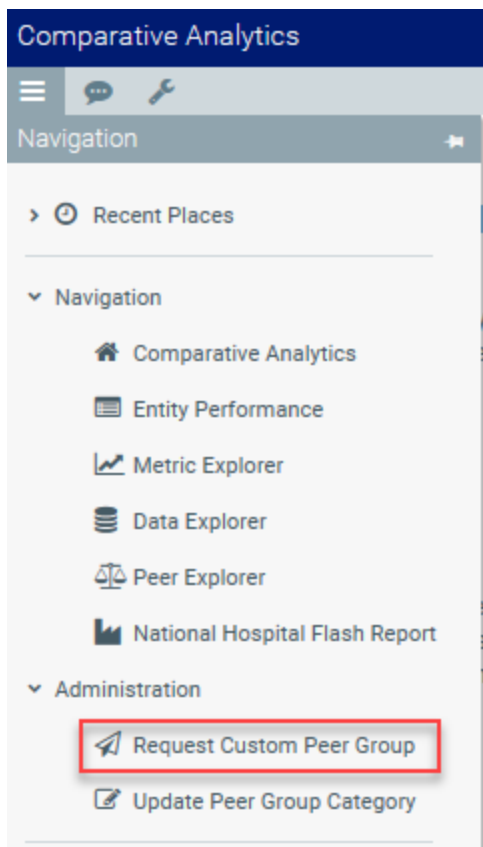 Comparative Analytics
Navigation
Recent Places
Navigation
Comparative Analytics
Entity Performance
Metric Explorer
Data Explorer
Peer Explorer
National Hospital Flash Report
Administration
Request Custom Peer Group
Update Peer Group Category